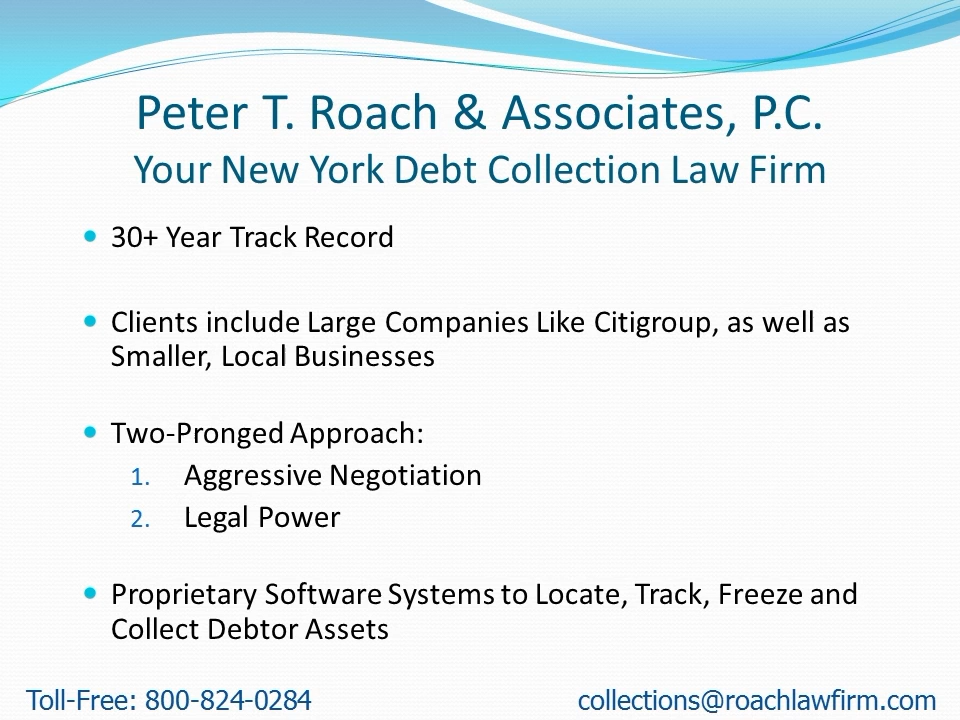 Peter T. Roach & Associates, P.C.
Your New York Debt Collection Law Firm
• 30+ Year Track Record
• Clients include Large Companies Like Citigroup, as well as
Smaller, Local Businesses
• Two-Pronged Approach:
1. Aggressive Negotiation
2. Legal Power
• Proprietary Software Systems to Locate, Track, Freeze and
Collect Debtor Assets
Toll-Free: 800-824-0284 collections@roachlawfirm.com